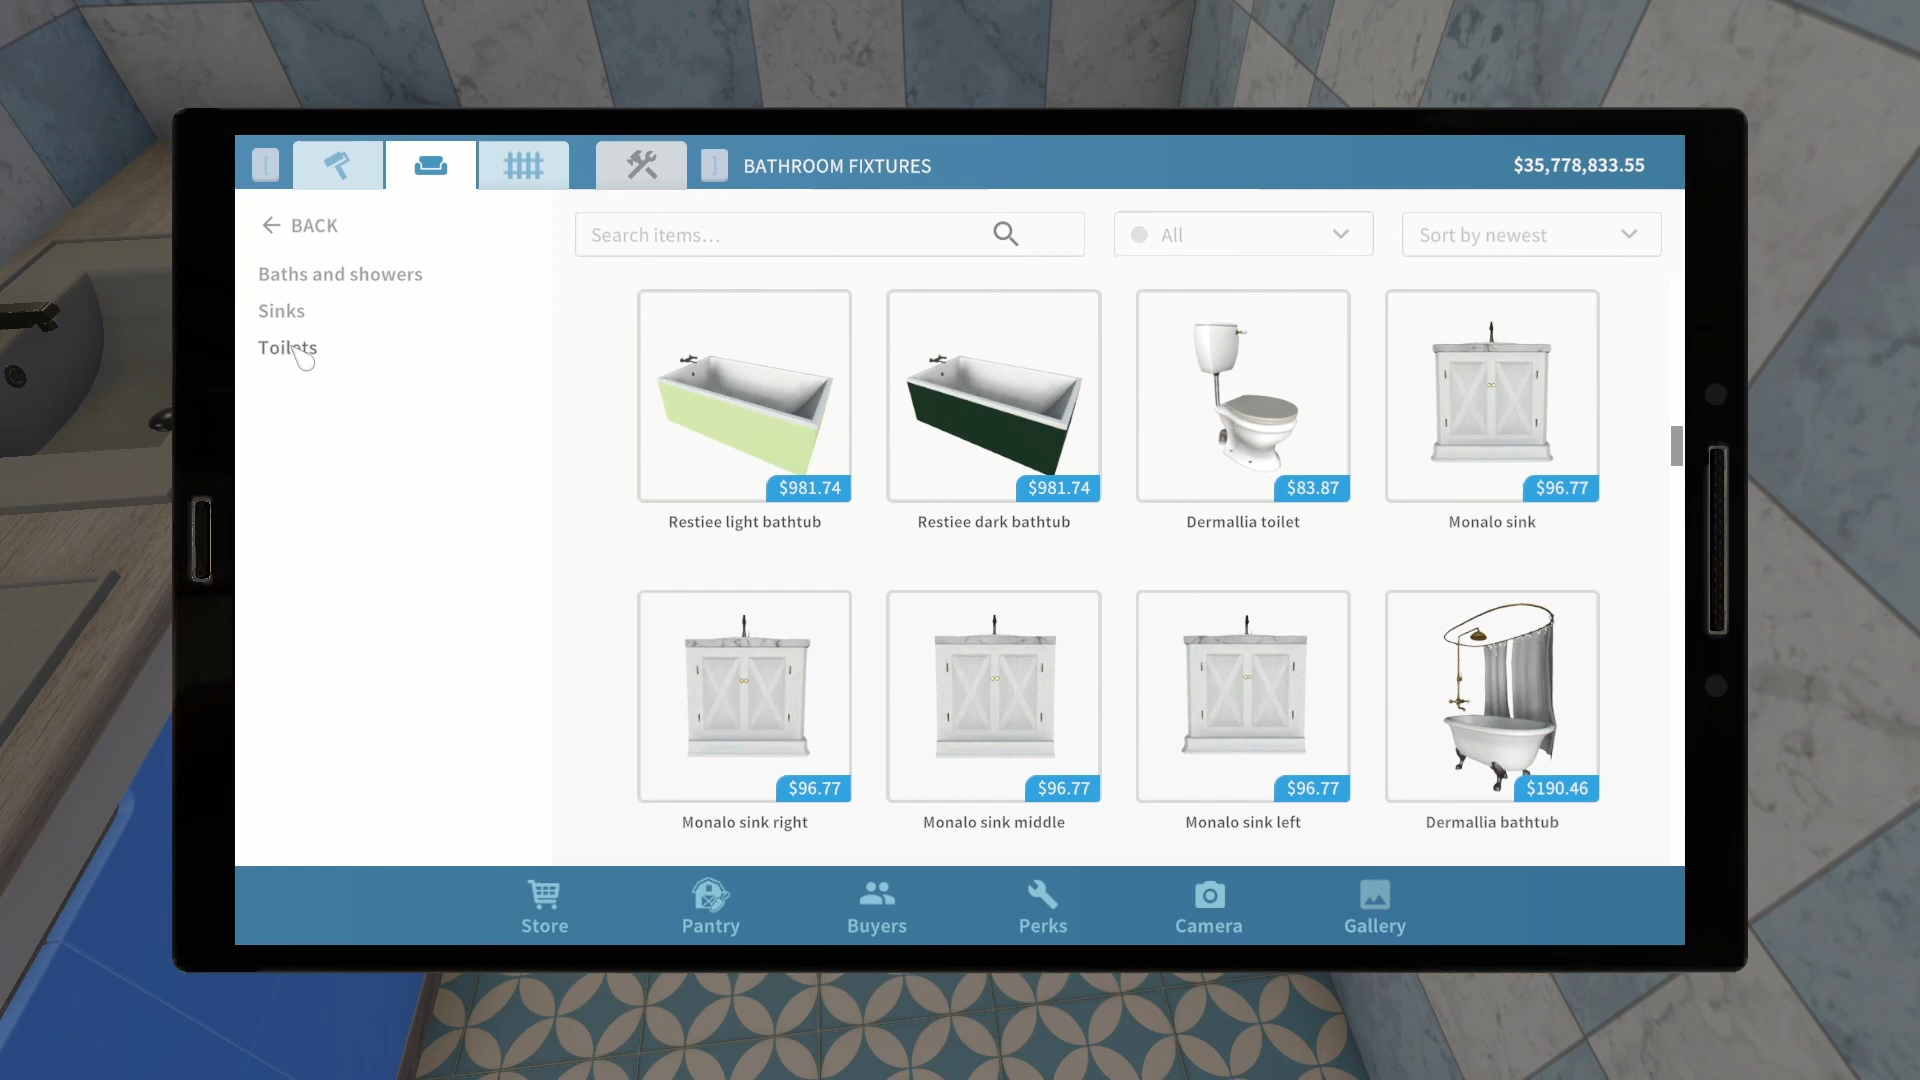 [
]
BATHROOM FIXTURES
$35,778,833.55
BACK
Baths and showers
Sinks
Toilets
Search items...
All
Sort by newest
$981.74
$981.74
$83.87
$96.77
Restiee light bathtub
Restiee dark bathtub
Dermallia toilet
Monalo sink
$96.77
$96.77
$96.77
$190.46
Monalo sink right
Monalo sink middle
Monalo sink left
Dermallia bathtub
Store
Pantry
Buyers
Perks
Camera
Gallery